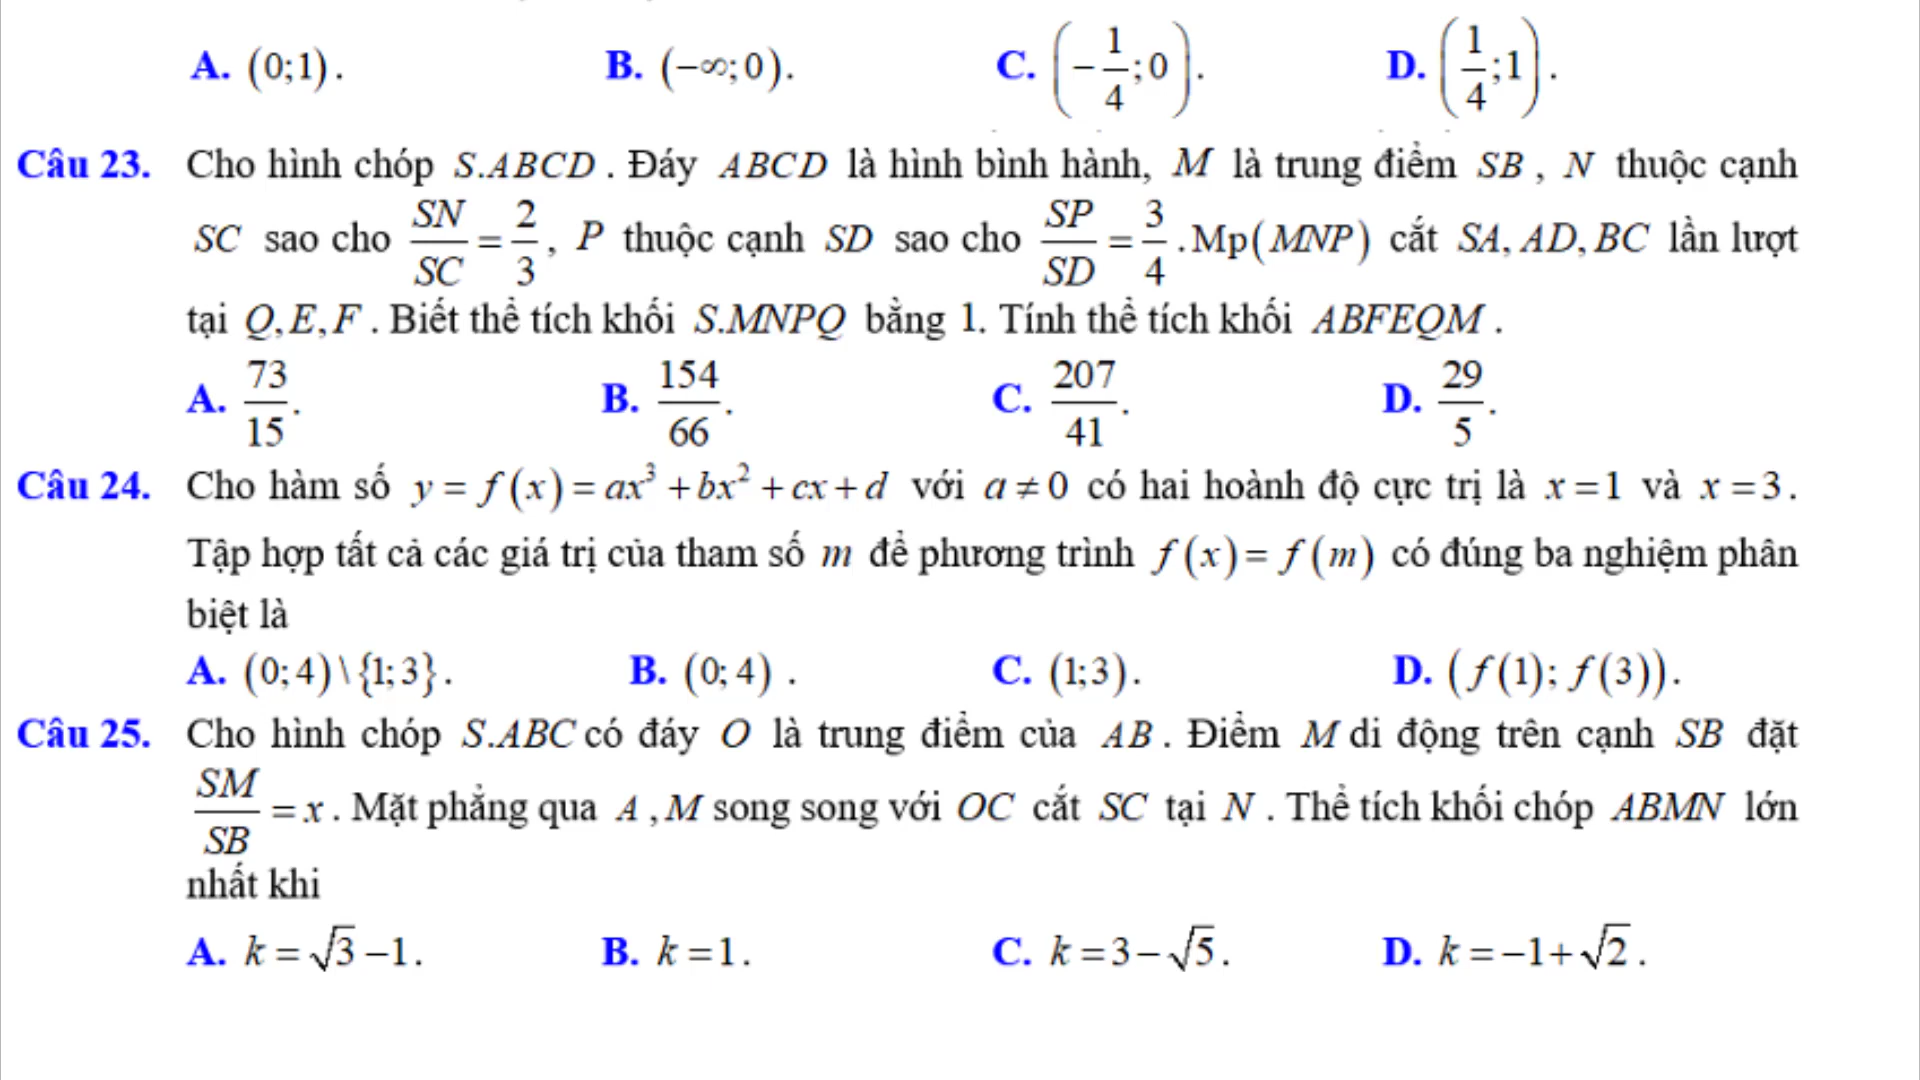 A. (0;1). B. (−∞;0). C. (−1/4;0). D. (1/4;1).
Câu 23. Cho hình chóp S.ABCD. Đáy ABCD là hình bình hành, M là trung điểm SB, N thuộc cạnh
SC sao cho SN/SC = 2/3, P thuộc cạnh SD sao cho SP/SD = 3/4. Mp(MNP) cắt SA, AD, BC lần lượt
tại Q, E, F. Biết thể tích khối S.MNPQ bằng 1. Tính thể tích khối ABFEQM.
A. 73/15. B. 154/66. C. 207/41. D. 29/5.
Câu 24. Cho hàm số y = f(x) = ax³ + bx² + cx + d với a ≠ 0 có hai hoành độ cực trị là x = 1 và x = 3.
Tập hợp tất cả các giá trị của tham số m để phương trình f(x) = f(m) có đúng ba nghiệm phân
biệt là
A. (0;4)\{1;3}. B. (0;4) . C. (1;3). D. (f(1); f(3)).
Câu 25. Cho hình chóp S.ABC có đáy O là trung điểm của AB. Điểm M di động trên cạnh SB đặt
SM/SB = x. Mặt phẳng qua A, M song song với OC cắt SC tại N. Thể tích khối chóp ABMN lớn
nhất khi
A. k = √3 − 1. B. k = 1. C. k = 3 − √5. D. k = −1 + √2.